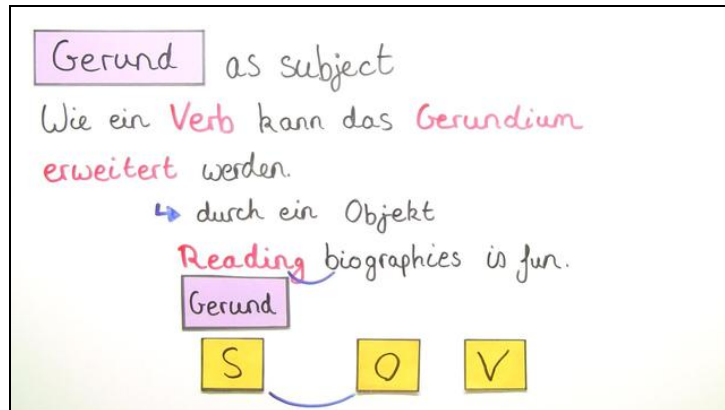 Gerund as subject
Wie ein Verb kann das Gerundium
erweitert werden.
↳ durch ein Objekt
Reading biographies is fun.
Gerund
S O V